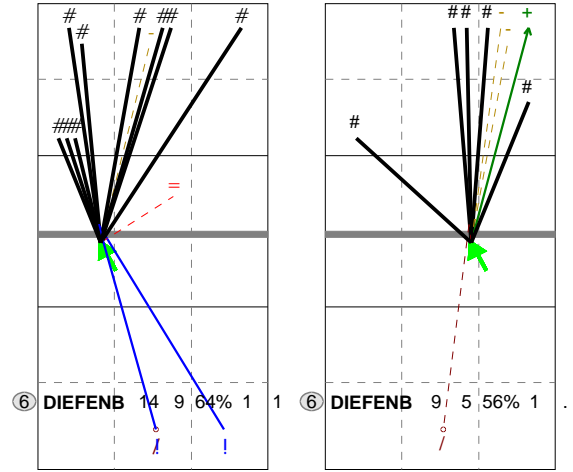 # # ## #
#
-
###
=
6 DIEFENB 14 9 64% 1 1
! / !
## # - +
-
#
#
6 DIEFENB 9 5 56% 1 .
/